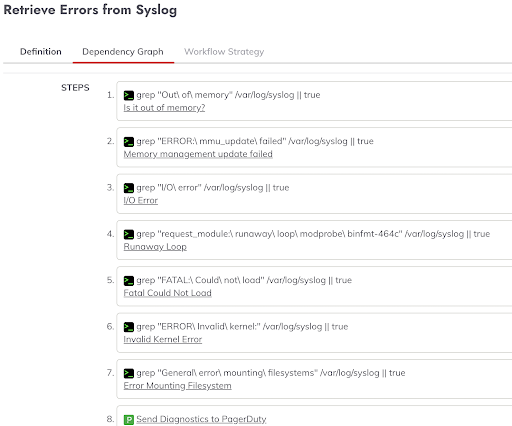 Retrieve Errors from Syslog
Definition Dependency Graph Workflow Strategy
STEPS
1. >_ grep "Out\ of\ memory" /var/log/syslog || true
Is it out of memory?
2. >_ grep "ERROR:\ mmu_update\ failed" /var/log/syslog || true
Memory management update failed
3. >_ grep "I/O\ error" /var/log/syslog || true
I/O Error
4. >_ grep "request_module:\ runaway\ loop\ modprobe\ binfmt-464c" /var/log/syslog || true
Runaway Loop
5. >_ grep "FATAL:\ Could\ not\ load" /var/log/syslog || true
Fatal Could Not Load
6. >_ grep "ERROR\ Invalid\ kernel:" /var/log/syslog || true
Invalid Kernel Error
7. >_ grep "General\ error\ mounting\ filesystems" /var/log/syslog || true
Error Mounting Filesystem
8. P Send Diagnostics to PagerDuty